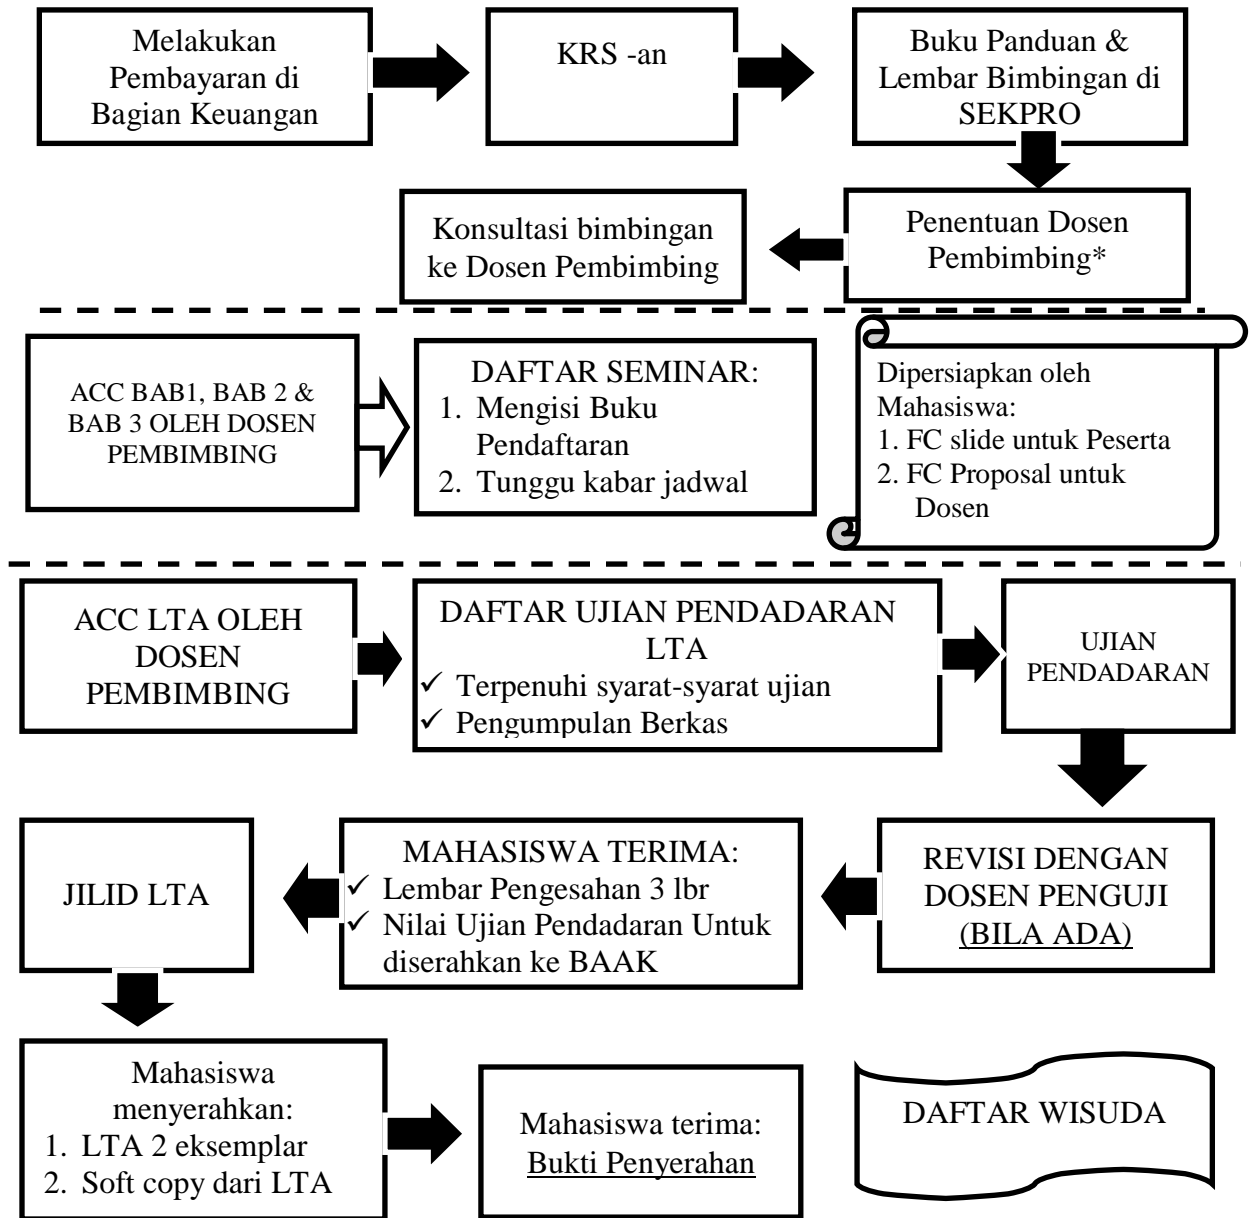 Melakukan
Pembayaran di
Bagian Keuangan
KRS -an
Buku Panduan &
Lembar Bimbingan di
SEKPRO
Penentuan Dosen
Pembimbing*
Konsultasi bimbingan
ke Dosen Pembimbing
ACC BAB1, BAB 2 &
BAB 3 OLEH DOSEN
PEMBIMBING
DAFTAR SEMINAR:
1. Mengisi Buku
Pendaftaran
2. Tunggu kabar jadwal
Dipersiapkan oleh
Mahasiswa:
1. FC slide untuk Peserta
2. FC Proposal untuk
Dosen
ACC LTA OLEH
DOSEN
PEMBIMBING
DAFTAR UJIAN PENDADARAN
LTA
✓ Terpenuhi syarat-syarat ujian
✓ Pengumpulan Berkas
UJIAN
PENDADARAN
REVISI DENGAN
DOSEN PENGUJI
(BILA ADA)
MAHASISWA TERIMA:
✓ Lembar Pengesahan 3 lbr
✓ Nilai Ujian Pendadaran Untuk
diserahkan ke BAAK
JILID LTA
Mahasiswa
menyerahkan:
1. LTA 2 eksemplar
2. Soft copy dari LTA
Mahasiswa terima:
Bukti Penyerahan
DAFTAR WISUDA